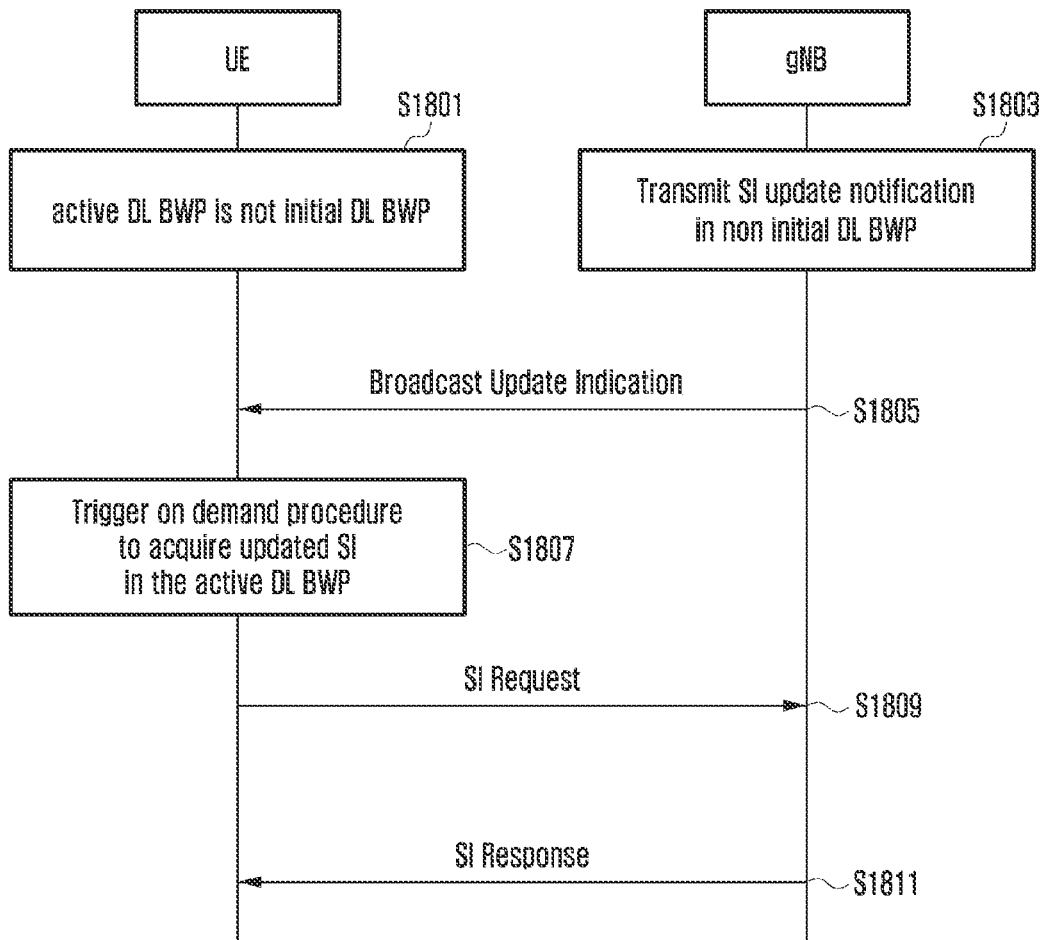 UE
gNB
S1801
S1803
active DL BWP is not initial DL BWP
Transmit SI update notification
in non initial DL BWP
Broadcast Update Indication
S1805
Trigger on demand procedure
to acquire updated SI
in the active DL BWP
S1807
SI Request
S1809
SI Response
S1811